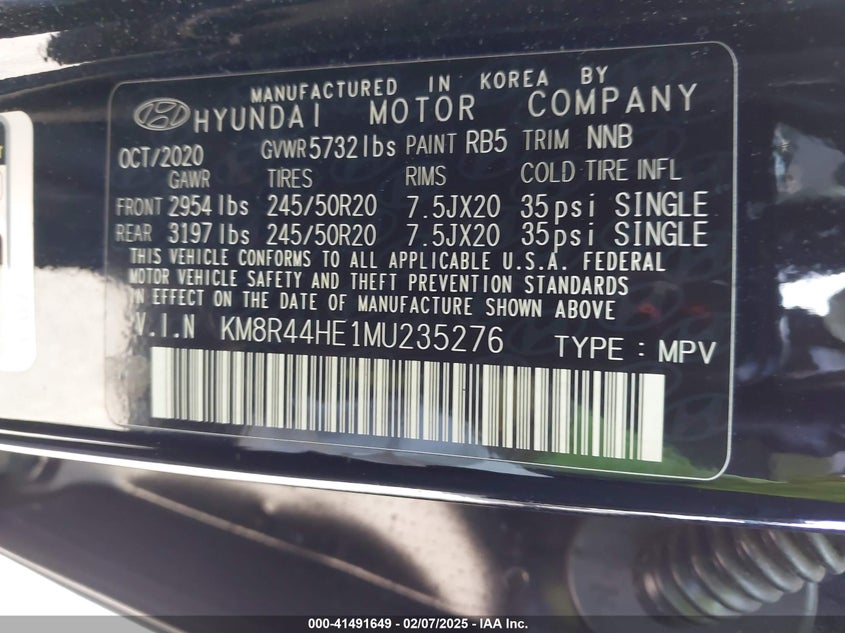 MANUFACTURED IN KOREA BY
HYUNDAI MOTOR COMPANY
OCT/2020 GVWR 5732 lbs PAINT RB5 TRIM NNB
GAWR TIRES RIMS COLD TIRE INFL
FRONT 2954 lbs 245/50R20 7.5JX20 35psi SINGLE
REAR 3197 lbs 245/50R20 7.5JX20 35psi SINGLE
THIS VEHICLE CONFORMS TO ALL APPLICABLE U.S.A. FEDERAL
MOTOR VEHICLE SAFETY AND THEFT PREVENTION STANDARDS
IN EFFECT ON THE DATE OF MANUFACTURE SHOWN ABOVE
V.I.N KM8R44HE1MU235276 TYPE : MPV
000-41491649 - 02/07/2025 - IAA Inc.